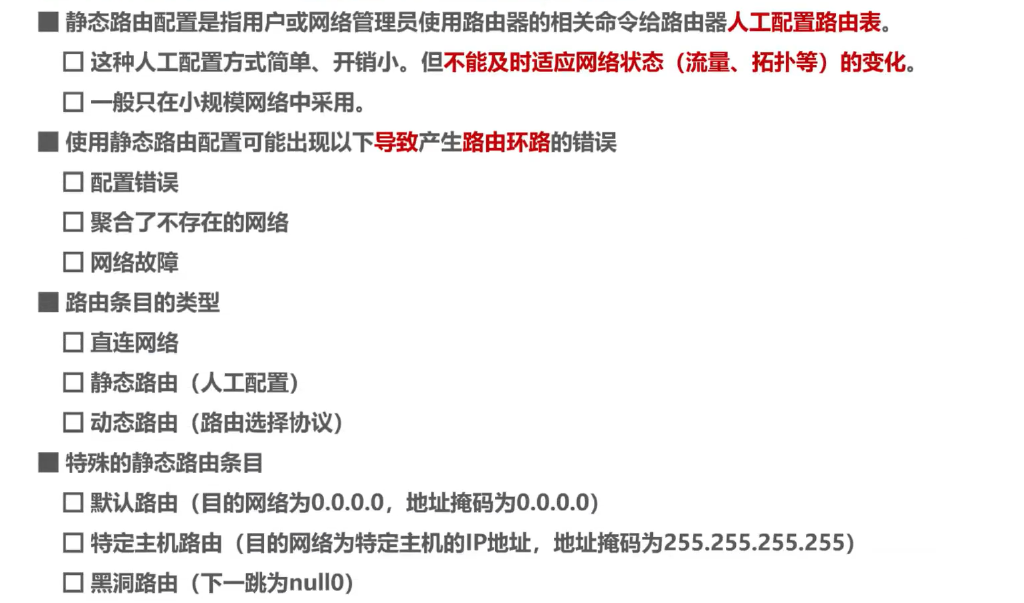 ■ 静态路由配置是指用户或网络管理员使用路由器的相关命令给路由器人工配置路由表。
□ 这种人工配置方式简单、开销小。但不能及时适应网络状态（流量、拓扑等）的变化。
□ 一般只在小规模网络中采用。
■ 使用静态路由配置可能出现以下导致产生路由环路的错误
□ 配置错误
□ 聚合了不存在的网络
□ 网络故障
■ 路由条目的类型
□ 直连网络
□ 静态路由（人工配置）
□ 动态路由（路由选择协议）
■ 特殊的静态路由条目
□ 默认路由（目的网络为0.0.0.0，地址掩码为0.0.0.0）
□ 特定主机路由（目的网络为特定主机的IP地址，地址掩码为255.255.255.255）
□ 黑洞路由（下一跳为null0）